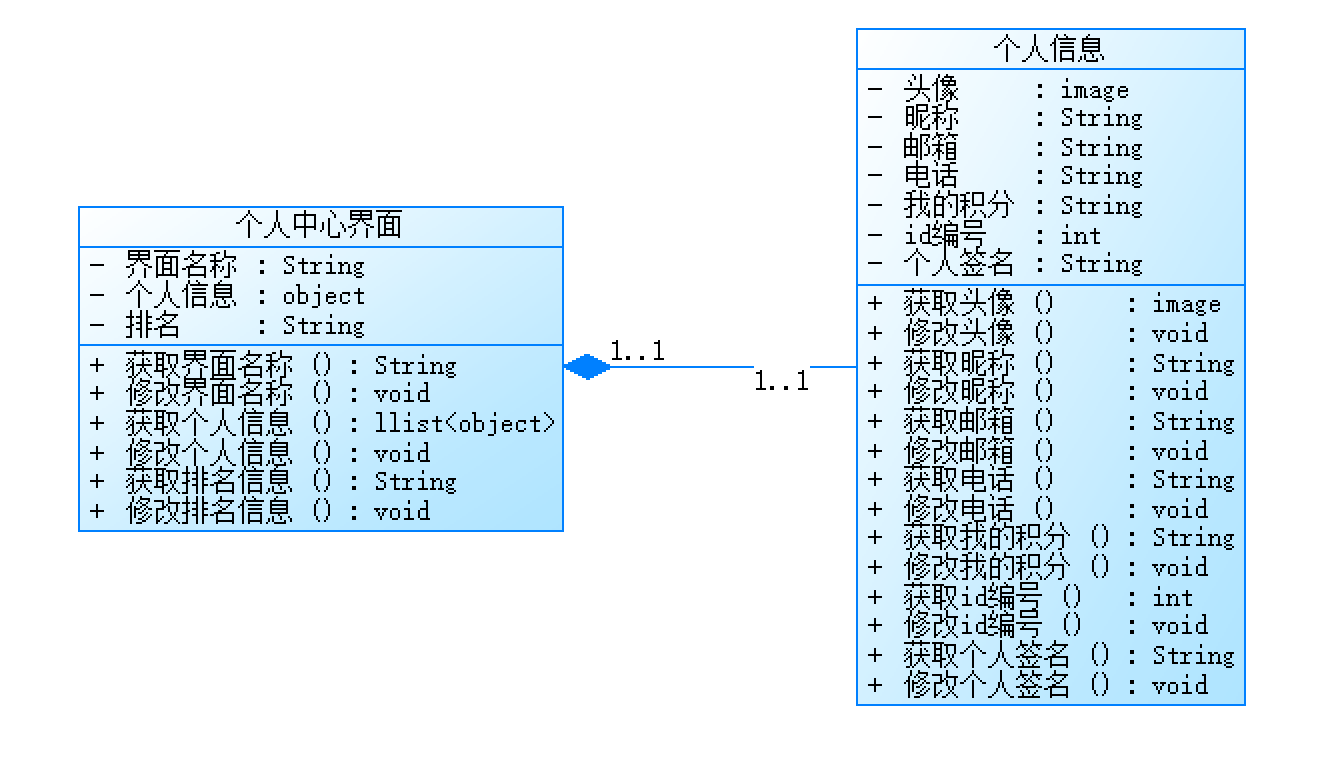 个人中心界面
- 界面名称 : String
- 个人信息 : object
- 排名 : String
+ 获取界面名称 () : String
+ 修改界面名称 () : void
+ 获取个人信息 () : llist<object>
+ 修改个人信息 () : void
+ 获取排名信息 () : String
+ 修改排名信息 () : void
1..1
1..1
个人信息
- 头像 : image
- 昵称 : String
- 邮箱 : String
- 电话 : String
- 我的积分 : String
- id编号 : int
- 个人签名 : String
+ 获取头像 () : image
+ 修改头像 () : void
+ 获取昵称 () : String
+ 修改昵称 () : void
+ 获取邮箱 () : String
+ 修改邮箱 () : void
+ 获取电话 () : String
+ 修改电话 () : void
+ 获取我的积分 () : String
+ 修改我的积分 () : void
+ 获取id编号 () : int
+ 修改id编号 () : void
+ 获取个人签名 () : String
+ 修改个人签名 () : void